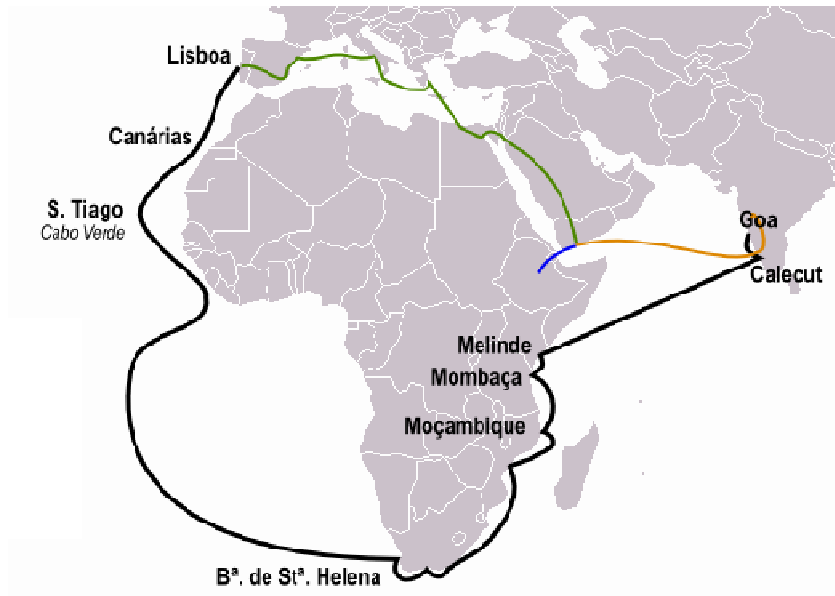 Lisboa
Canárias
S. Tiago
Cabo Verde
Goa
Calecut
Melinde
Mombaça
Moçambique
Bª. de Stª. Helena